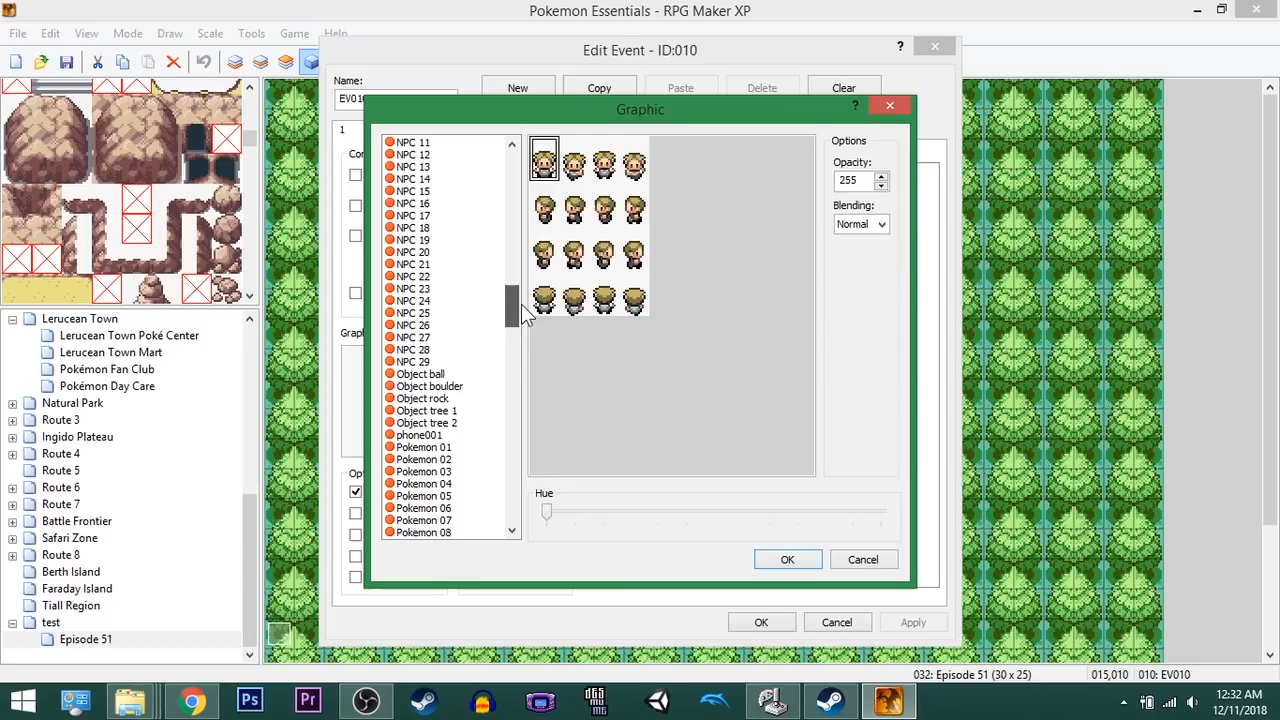 Pokemon Essentials - RPG Maker XP
File Edit View Mode Draw Scale Tools Game Help
Edit Event - ID:010
?
Name:
New
Copy
Paste
Delete
Clear
EV010
1
Graphic
?
NPC 11
NPC 12
NPC 13
NPC 14
NPC 15
NPC 16
NPC 17
NPC 18
NPC 19
NPC 20
NPC 21
NPC 22
NPC 23
NPC 24
NPC 25
NPC 26
NPC 27
NPC 28
NPC 29
Object ball
Object boulder
Object rock
Object tree 1
Object tree 2
phone001
Pokemon 01
Pokemon 02
Pokemon 03
Pokemon 04
Pokemon 05
Pokemon 06
Pokemon 07
Pokemon 08
Options
Opacity:
255
Blending:
Normal
Hue
OK
Cancel
OK
Cancel
Apply
Lerucean Town
Lerucean Town Poké Center
Lerucean Town Mart
Pokémon Fan Club
Pokémon Day Care
Natural Park
Route 3
Ingido Plateau
Route 4
Route 5
Route 6
Route 7
Battle Frontier
Safari Zone
Route 8
Berth Island
Faraday Island
Tiall Region
test
Episode 51
032: Episode 51 (30 x 25)
015,010
010: EV010
Ps
Pr
12:32 AM
12/11/2018